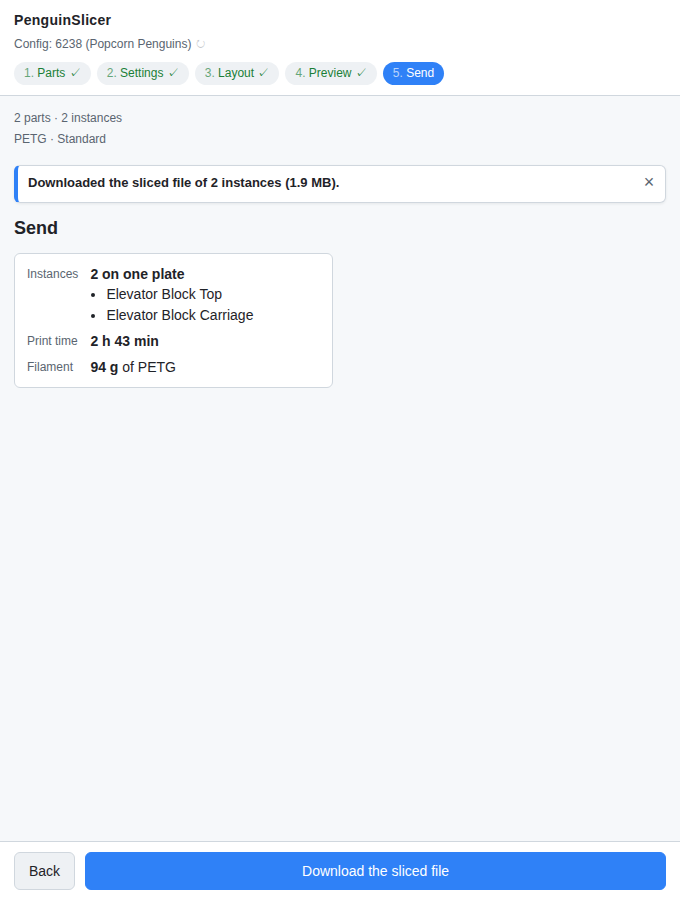 PenguinSlicer
Config: 6238 (Popcorn Penguins)
1. Parts ✓ 2. Settings ✓ 3. Layout ✓ 4. Preview ✓ 5. Send
2 parts · 2 instances
PETG · Standard
Downloaded the sliced file of 2 instances (1.9 MB). ×
Send
Instances 2 on one plate
• Elevator Block Top
• Elevator Block Carriage
Print time 2 h 43 min
Filament 94 g of PETG
Back Download the sliced file